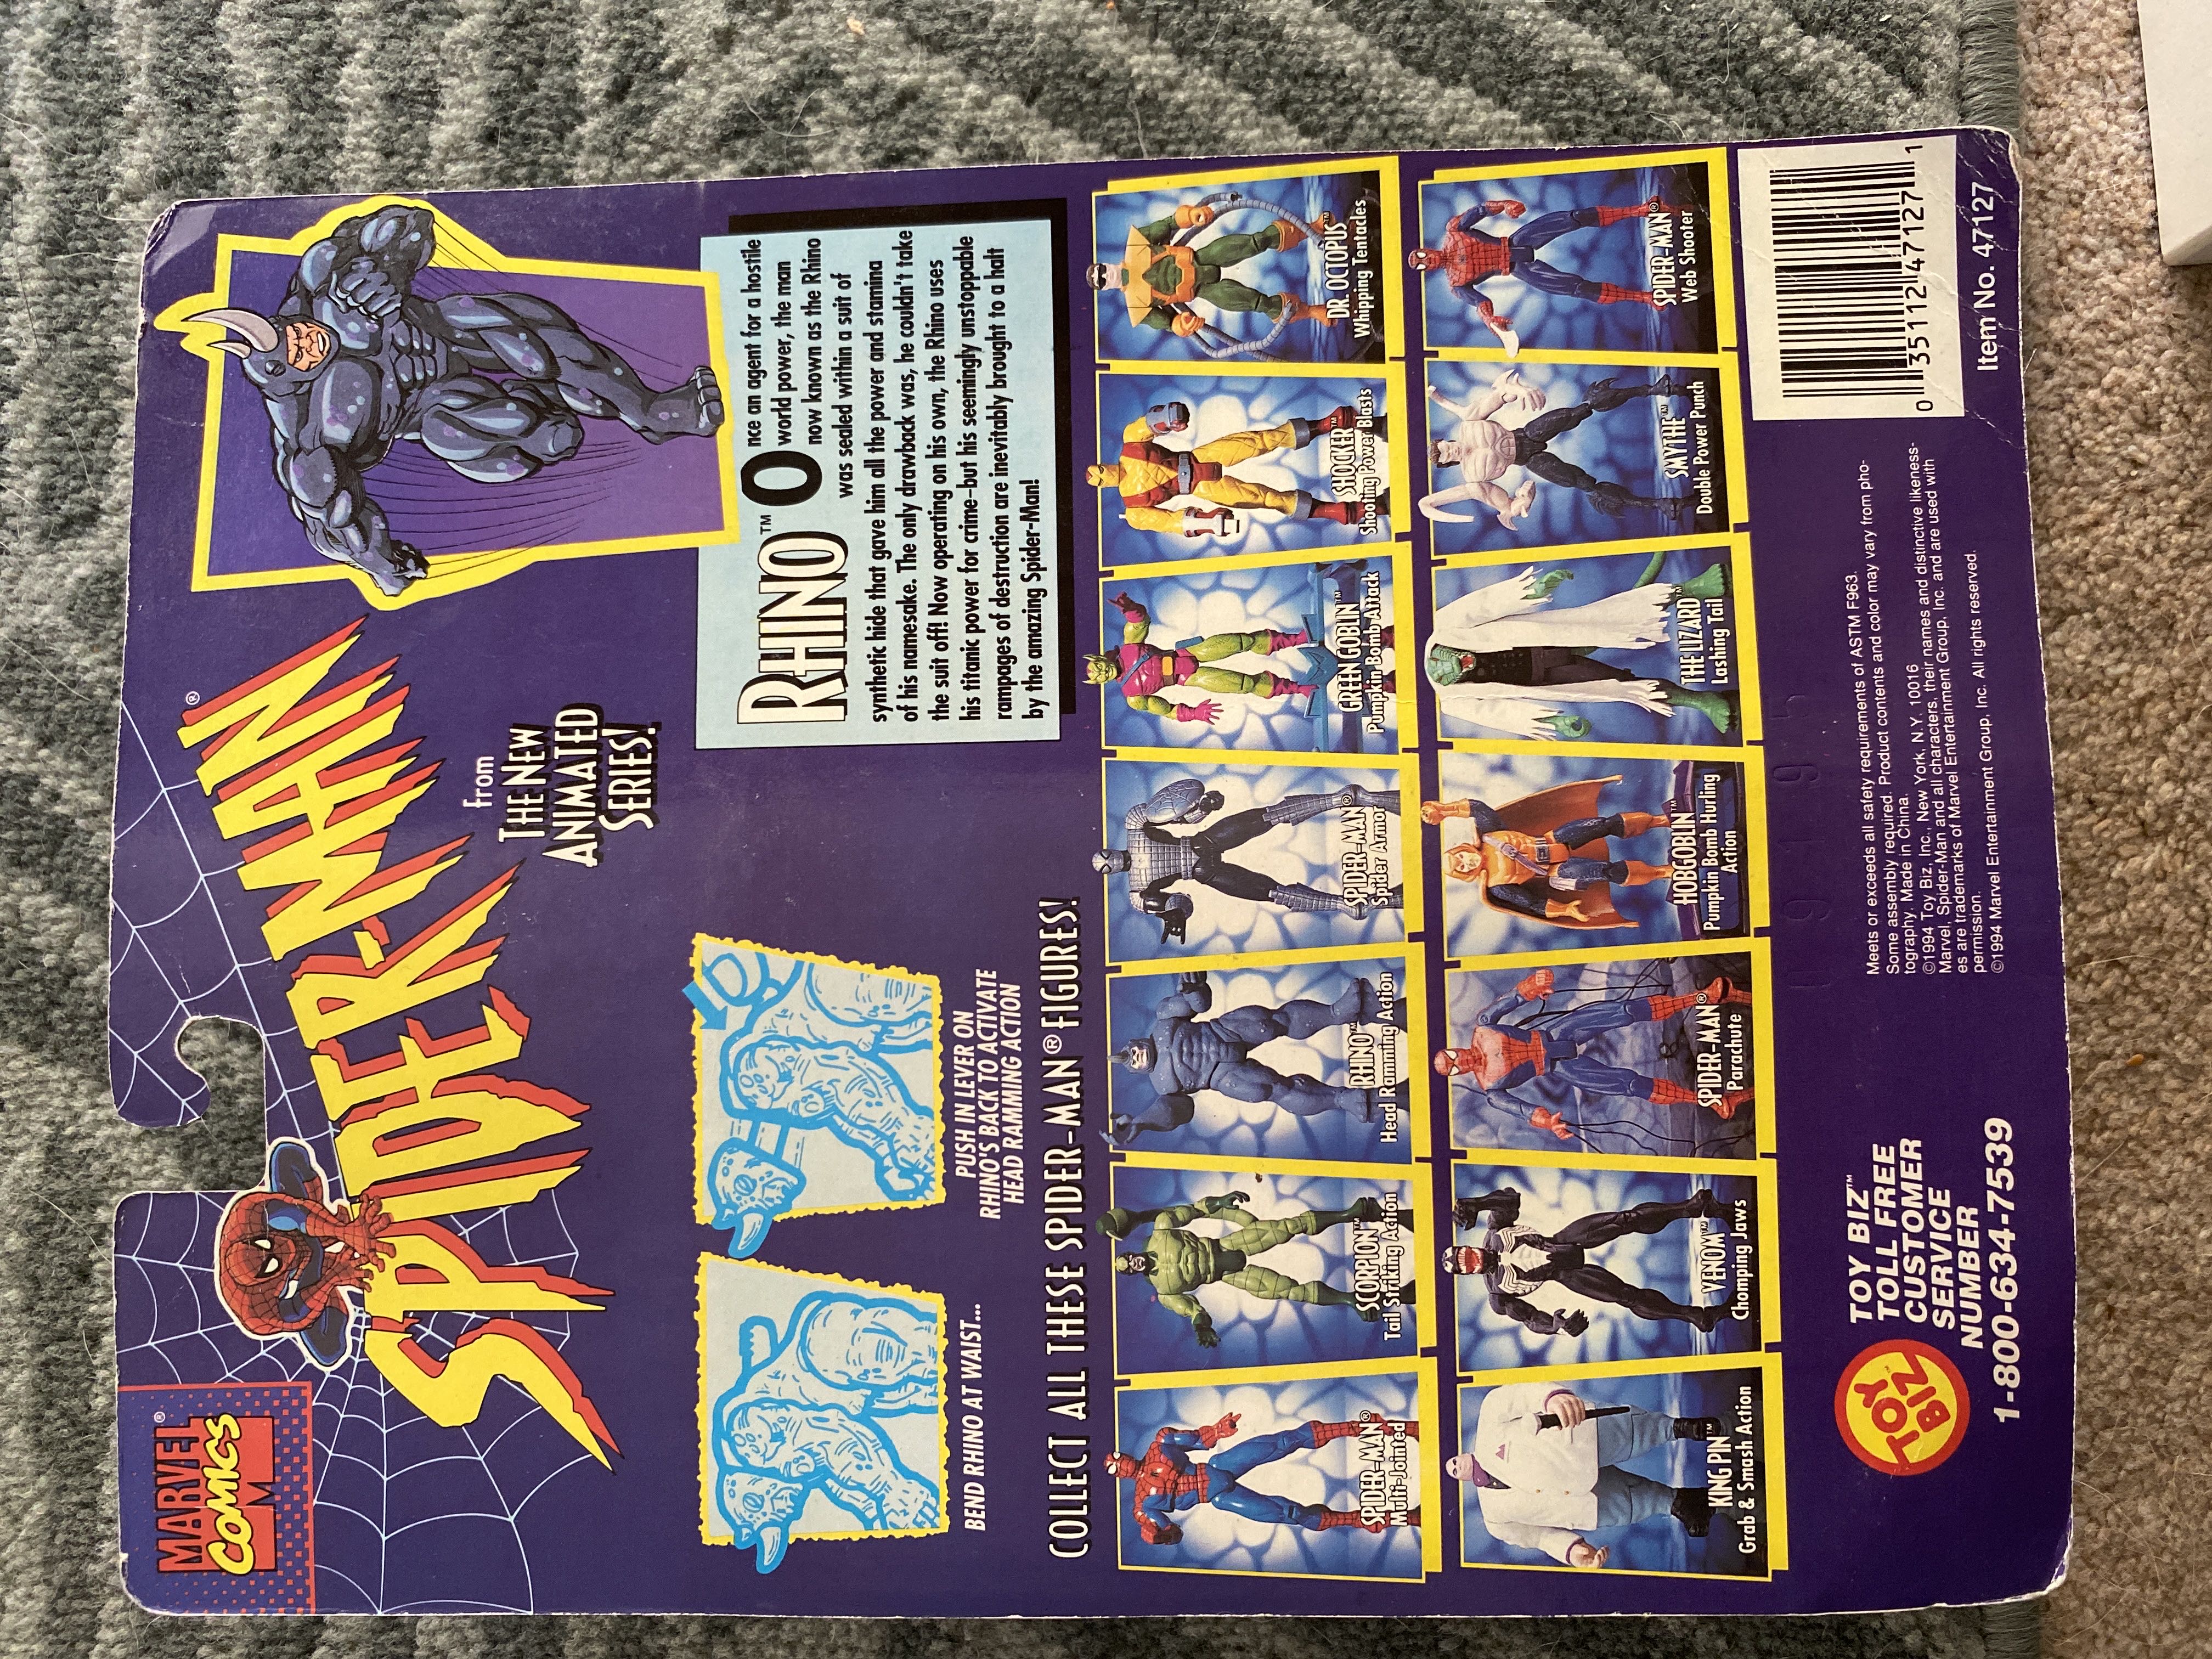 MARVEL®
COMICS
SPIDER-MAN®
from
THE NEW
ANIMATED
SERIES!
RHINO™
Once an agent for a hostile
world power, the man
now known as the Rhino
was sealed within a suit of
synthetic hide that gave him all the power and stamina
of his namesake. The only drawback was, he couldn't take
the suit off! Now operating on his own, the Rhino uses
his titanic power for crime–but his seemingly unstoppable
rampages of destruction are inevitably brought to a halt
by the amazing Spider-Man!
BEND RHINO AT WAIST...
PUSH IN LEVER ON
RHINO'S BACK TO ACTIVATE
HEAD RAMMING ACTION
COLLECT ALL THESE SPIDER-MAN® FIGURES!
SPIDER-MAN®
Multi-Jointed
SCORPION™
Tail Striking Action
RHINO™
Head Ramming Action
SPIDER-MAN®
Spider Armor
GREEN GOBLIN™
Pumpkin Bomb Attack
SHOCKER™
Shooting Power Blasts
DR. OCTOPUS™
Whipping Tentacles
KING PIN™
Grab & Smash Action
VENOM™
Chomping Jaws
SPIDER-MAN®
Parachute
HOBGOBLIN™
Pumpkin Bomb Hurling
Action
THE LIZARD™
Lashing Tail
SMYTHE™
Double Power Punch
SPIDER-MAN®
Web Shooter
TOY BIZ™
TOY BIZ™
TOLL FREE
CUSTOMER
SERVICE
NUMBER
1-800-634-7539
Meets or exceeds all safety requirements of ASTM F963.
Some assembly required. Product contents and color may vary from pho-
tography. Made in China.
©1994 Toy Biz, Inc., New York, N.Y. 10016
Marvel, Spider-Man and all characters, their names and distinctive likeness-
es are trademarks of Marvel Entertainment Group, Inc. and are used with
permission.
©1994 Marvel Entertainment Group, Inc. All rights reserved.
0 35112 47127 1
Item No. 47127